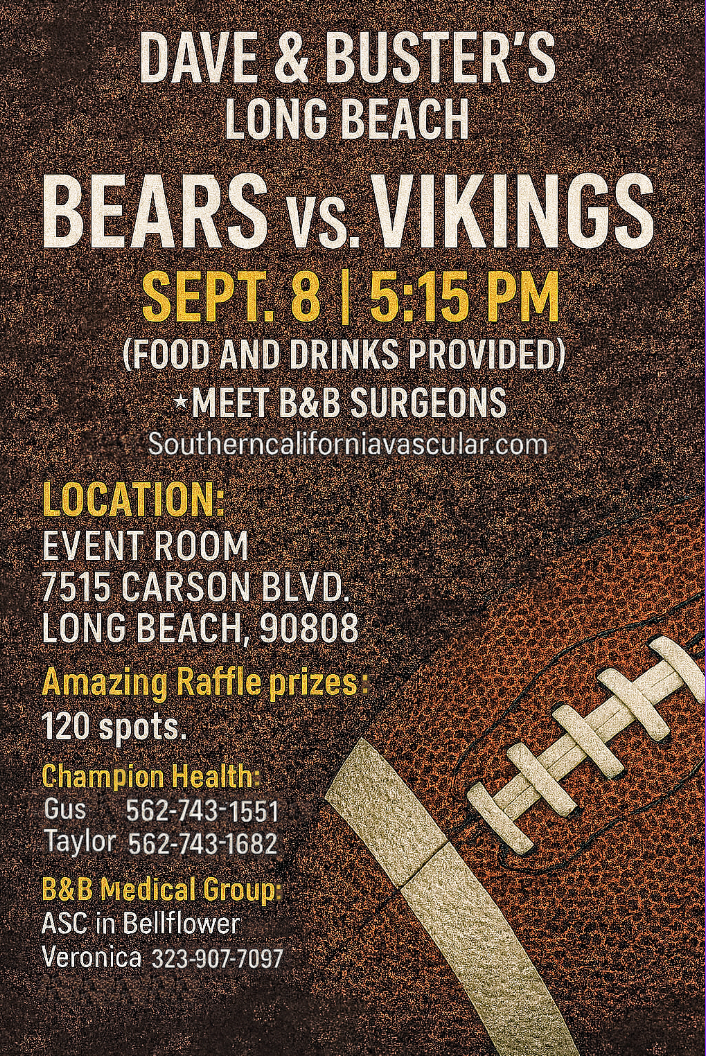 DAVE & BUSTER'S
LONG BEACH
BEARS VS. VIKINGS
SEPT. 8 | 5:15 PM
(FOOD AND DRINKS PROVIDED)
*MEET B&B SURGEONS
Southerncaliforniavascular.com
LOCATION:
EVENT ROOM
7515 CARSON BLVD.
LONG BEACH, 90808
Amazing Raffle prizes:
120 spots.
Champion Health:
Gus 562-743-1551
Taylor 562-743-1682
B&B Medical Group:
ASC in Bellflower
Veronica 323-907-7097